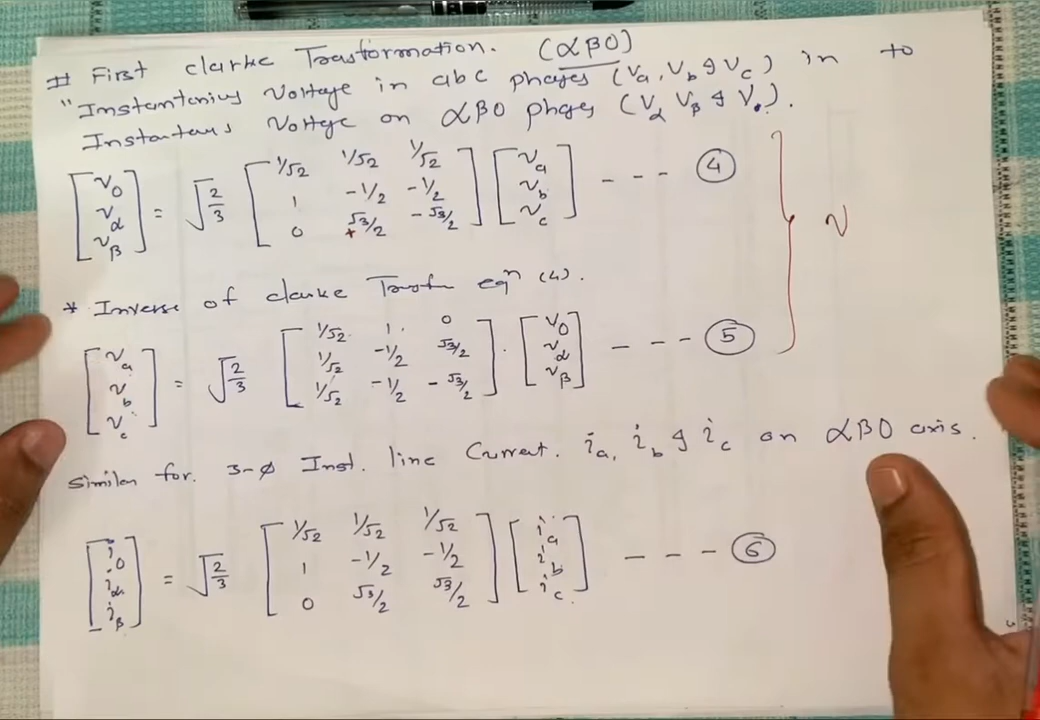 # First clarke Trasformation. (αβ0)
"Instantenius Voltage in abc phases (Va, Vb & Vc) in to
Instantaus Voltege on αβ0 phases (Vα Vβ & V0).
[v0 vα vβ] = √2/3 [1/√2 1/√2 1/√2; 1 -1/2 -1/2; 0 +√3/2 -√3/2] [va vb vc] - - - (4)
v
* Inverse of clarke Transfn eqn (4).
[va vb vc] = √2/3 [1/√2 1 0; 1/√2 -1/2 √3/2; 1/√2 -1/2 -√3/2] . [v0 vα vβ] - - - (5)
Similar for. 3-φ Inst. line Current. ia, ib & ic on αβ0 axis.
[i0 iα iβ] = √2/3 [1/√2 1/√2 1/√2; 1 -1/2 -1/2; 0 √3/2 √3/2] [ia ib ic] - - - (6)